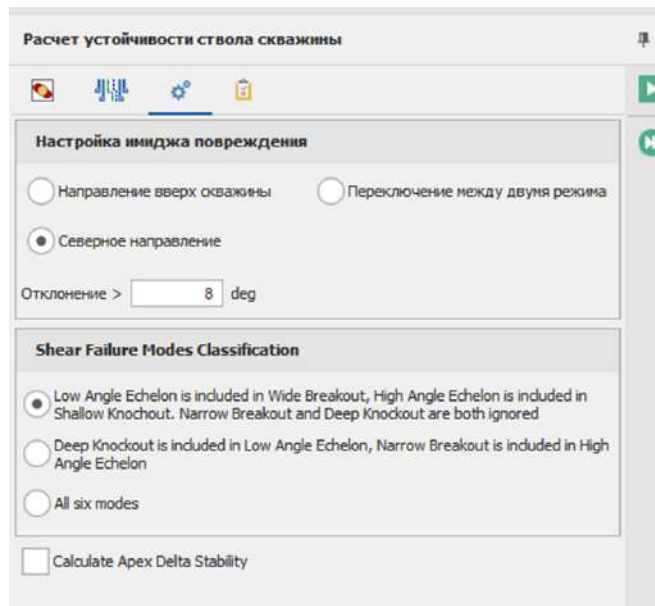 Расчет устойчивости ствола скважины
Настройка имиджа повреждения
Направление вверх скважины
Переключение между двумя режима
Северное направление
Отклонение > 8 deg
Shear Failure Modes Classification
Low Angle Echelon is included in Wide Breakout, High Angle Echelon is included in
Shallow Knochout. Narrow Breakout and Deep Knockout are both ignored
Deep Knockout is included in Low Angle Echelon, Narrow Breakout is included in High
Angle Echelon
All six modes
Calculate Apex Delta Stability